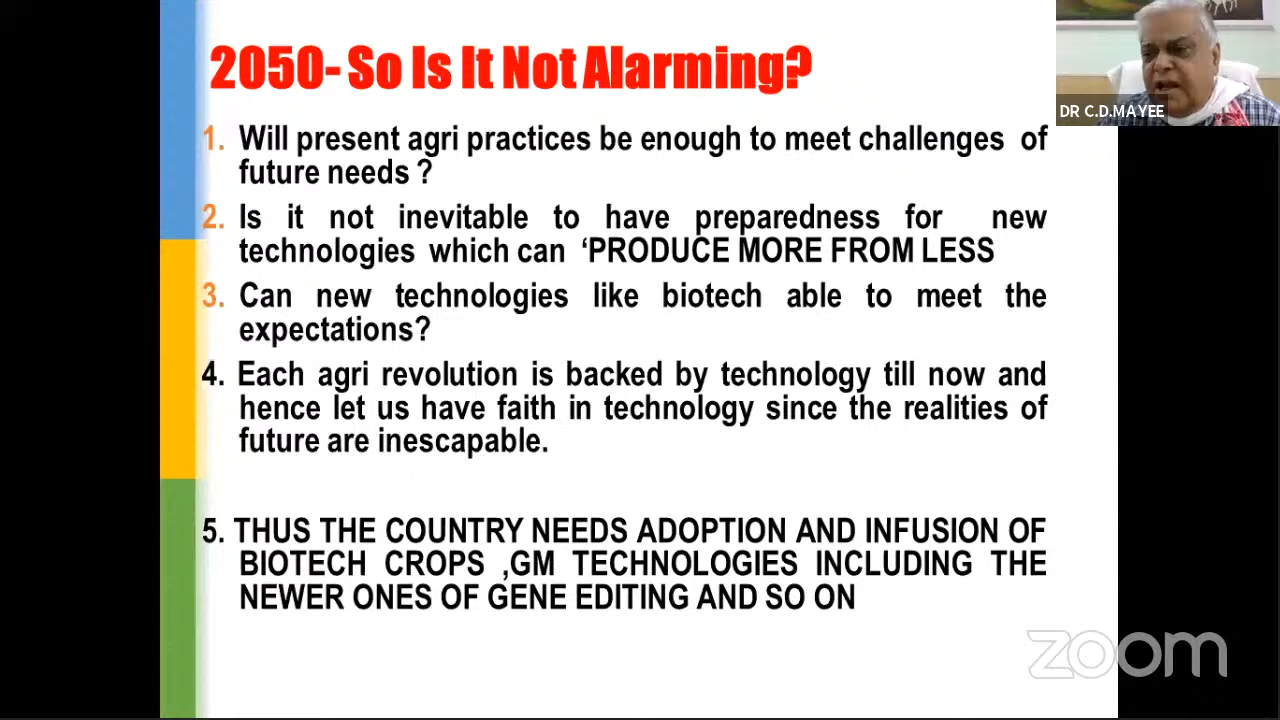 2050- So Is It Not Alarming?
DR C.D.MAYEE
1. Will present agri practices be enough to meet challenges of
future needs ?
2. Is it not inevitable to have preparedness for new
technologies which can ‘PRODUCE MORE FROM LESS
3. Can new technologies like biotech able to meet the
expectations?
4. Each agri revolution is backed by technology till now and
hence let us have faith in technology since the realities of
future are inescapable.
5. THUS THE COUNTRY NEEDS ADOPTION AND INFUSION OF
BIOTECH CROPS ,GM TECHNOLOGIES INCLUDING THE
NEWER ONES OF GENE EDITING AND SO ON
zoom